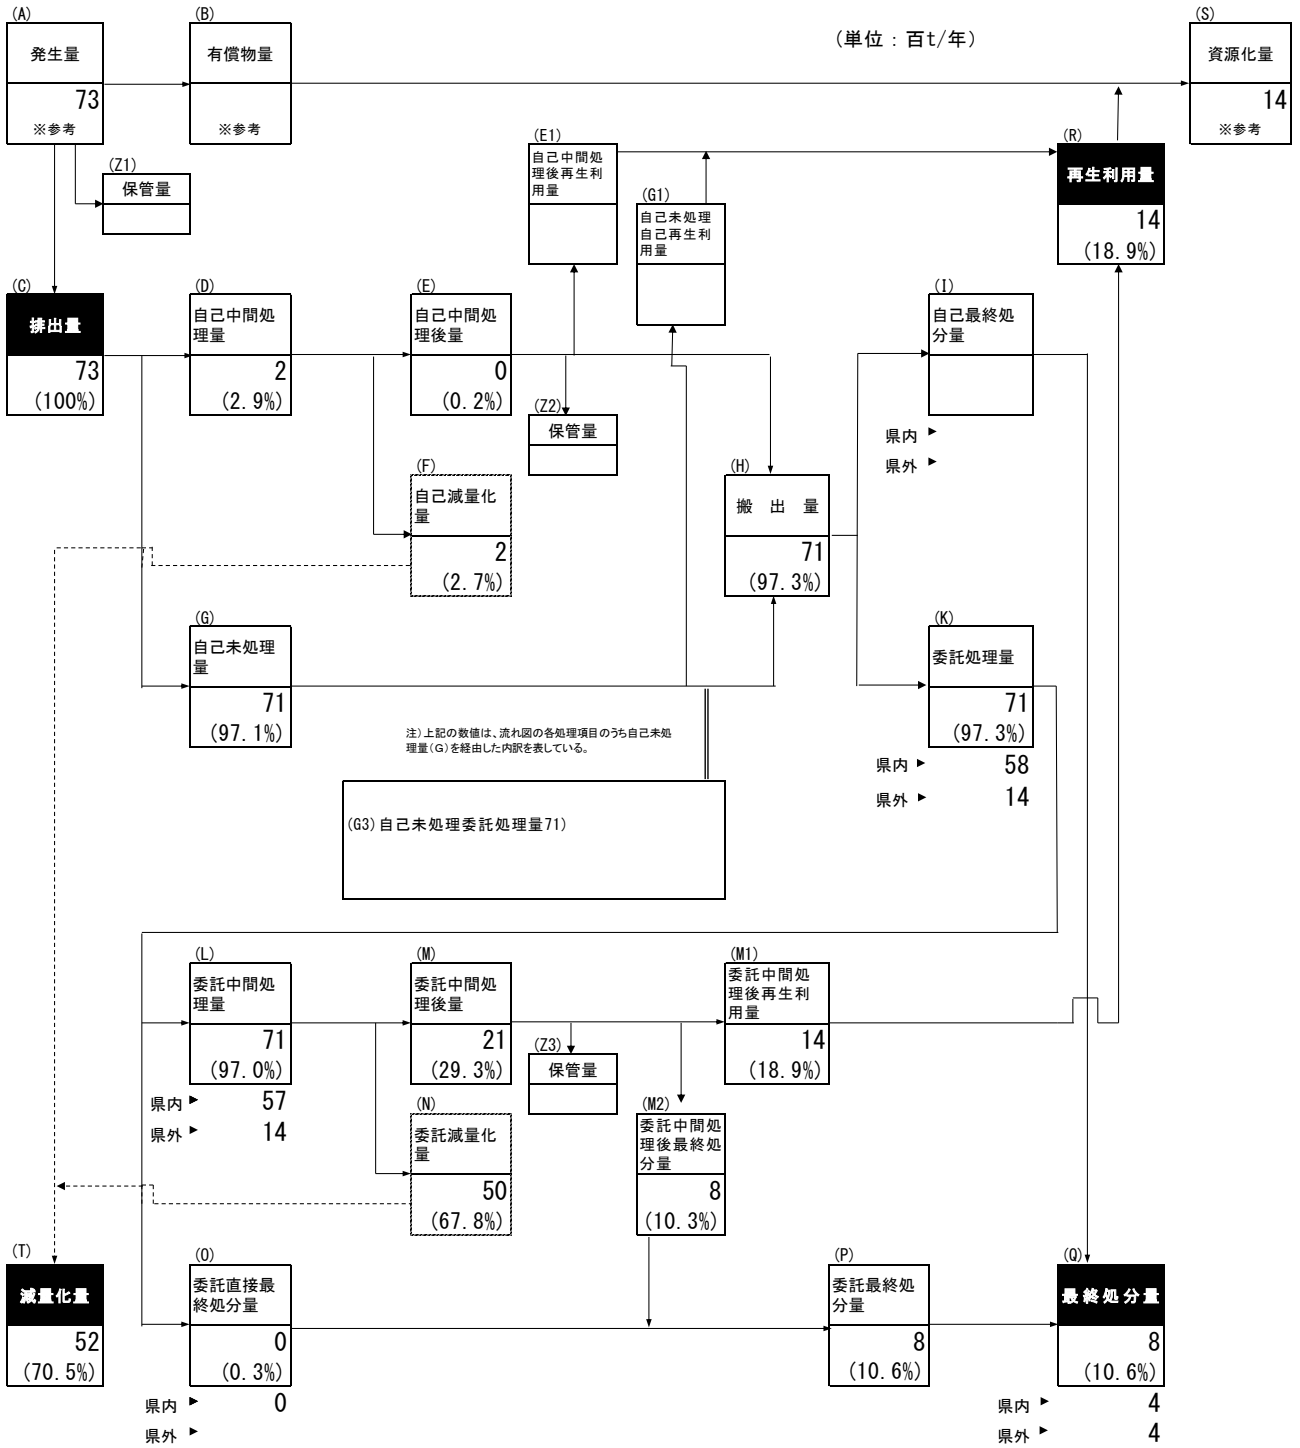 (A)
発生量
73
※参考
(B)
有償物量
※参考
(単位：百t/年)
(S)
資源化量
14
※参考
(Z1)
保管量
(E1)
自己中間処
理後再生利
用量
(G1)
自己未処理
自己再生利
用量
(R)
再生利用量
14
(18.9%)
(C)
排出量
73
(100%)
(D)
自己中間処
理量
2
(2.9%)
(E)
自己中間処
理後量
0
(0.2%)
(Z2)
保管量
(I)
自己最終処
分量
県内
県外
(F)
自己減量化
量
2
(2.7%)
(H)
搬出量
71
(97.3%)
(G)
自己未処理
量
71
(97.1%)
(K)
委託処理量
71
(97.3%)
県内 58
県外 14
注)上記の数値は、流れ図の各処理項目のうち自己未処
理量(G)を経由した内訳を表している。
(G3)自己未処理委託処理量71)
(L)
委託中間処
理量
71
(97.0%)
県内 57
県外 14
(M)
委託中間処
理後量
21
(29.3%)
(Z3)
保管量
(M1)
委託中間処
理後再生利
用量
14
(18.9%)
(N)
委託減量化
量
50
(67.8%)
(M2)
委託中間処
理後最終処
分量
8
(10.3%)
(T)
減量化量
52
(70.5%)
(O)
委託直接最
終処分量
0
(0.3%)
県内 0
県外
(P)
委託最終処
分量
8
(10.6%)
(Q)
最終処分量
8
(10.6%)
県内 4
県外 4